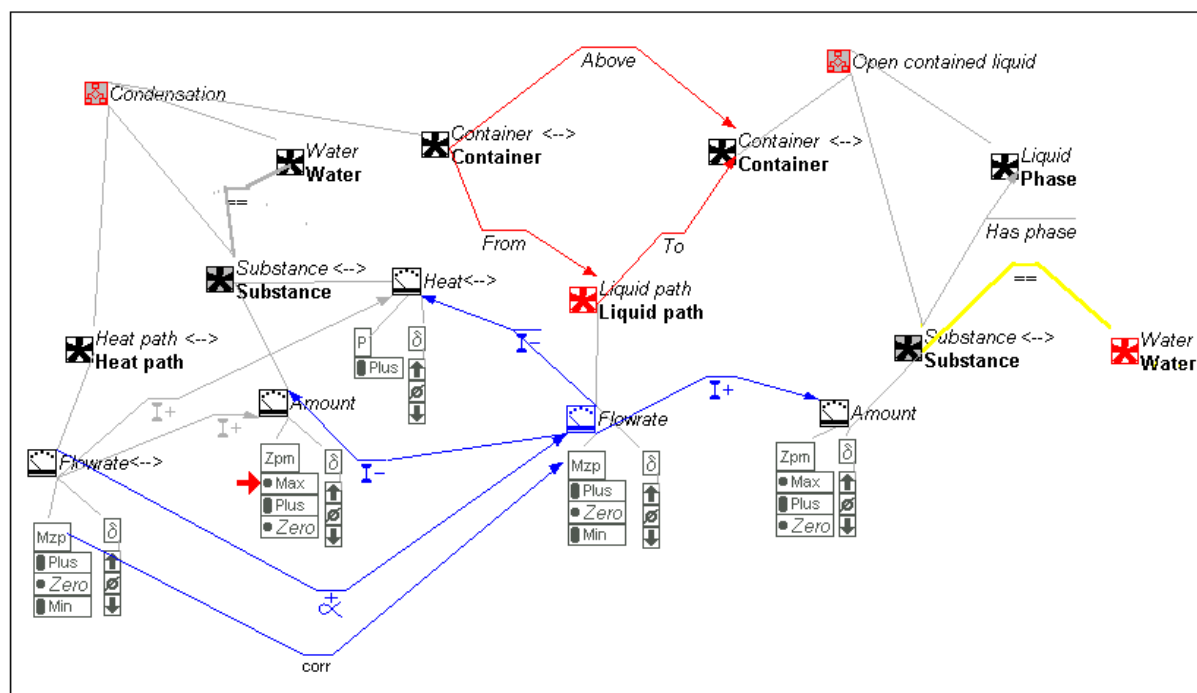 Above
Open contained liquid
Condensation
Container <-->
Container
Container <-->
Container
Water
Water
Liquid
Phase
==
From
To
Has phase
Substance <-->
Substance
Heat<-->
Liquid path
Liquid path
==
Heat path <-->
Heat path
P
δ
Plus
I-
Substance <-->
Substance
Water
Water
I+
I+
Amount
I+
Flowrate
Amount
Flowrate<-->
Zpm
δ
Max
Plus
Zero
I-
Mzp
δ
Plus
Zero
Min
Zpm
δ
Max
Plus
Zero
Mzp
δ
Plus
Zero
Min
+
∝
corr